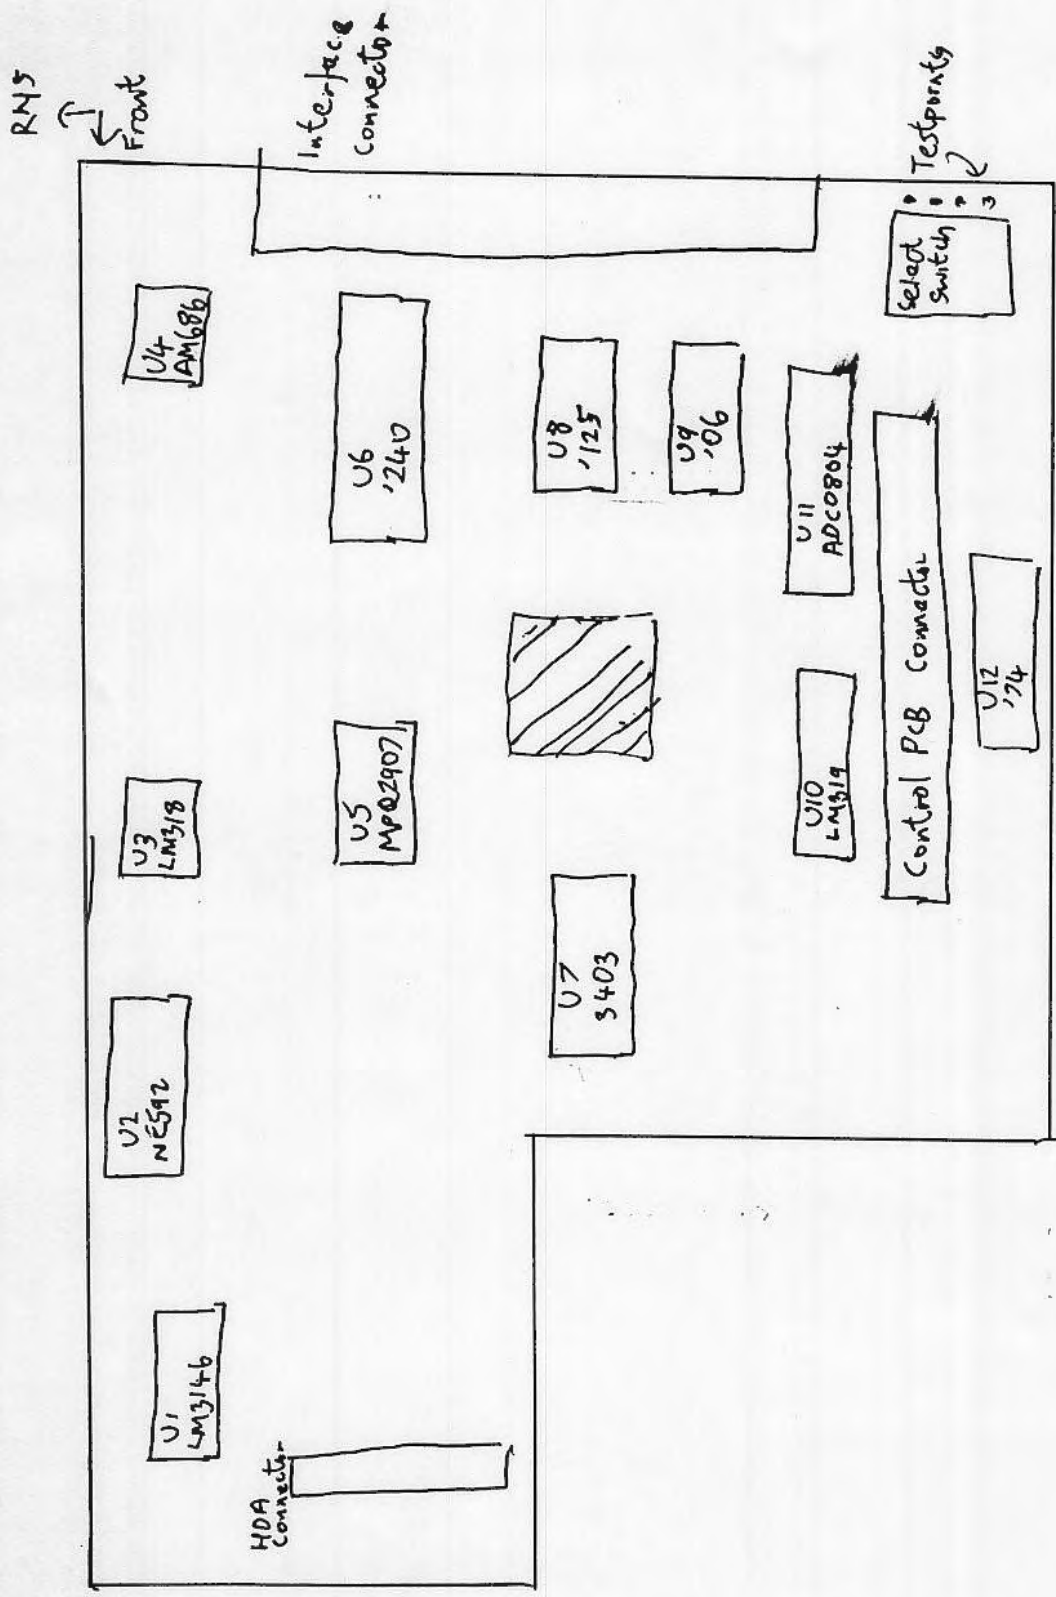 RHS
Front
HDA
Connector
U1
LM3146
U2
NE592
U3
LM318
U4
AM686
Interface
Connector
U5
MPQ2907
U6
'240
U7
3403
U8
'125
U9
'06
U10
LM319
U11
ADC0804
Control PCB Connector
Select
Switch
Testpoints
U12
'74